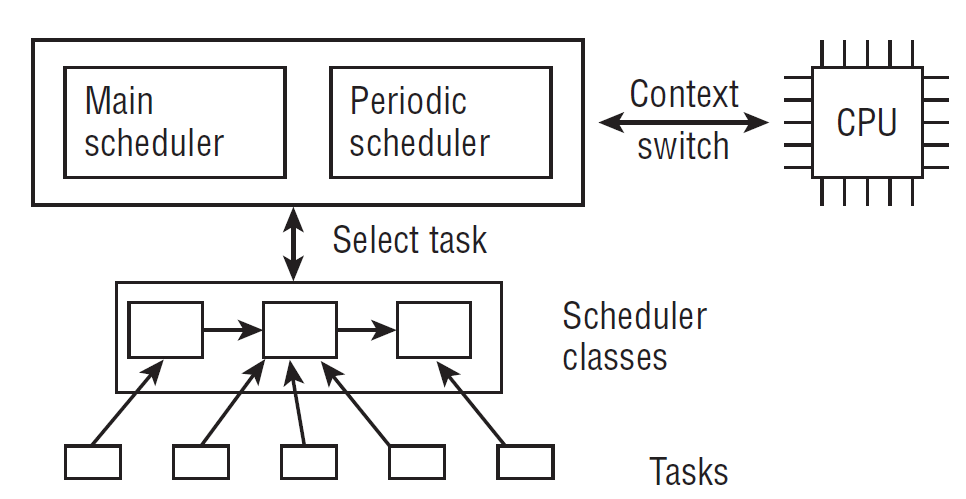 Main
scheduler
Periodic
scheduler
Context
switch
CPU
Select task
Scheduler
classes
Tasks